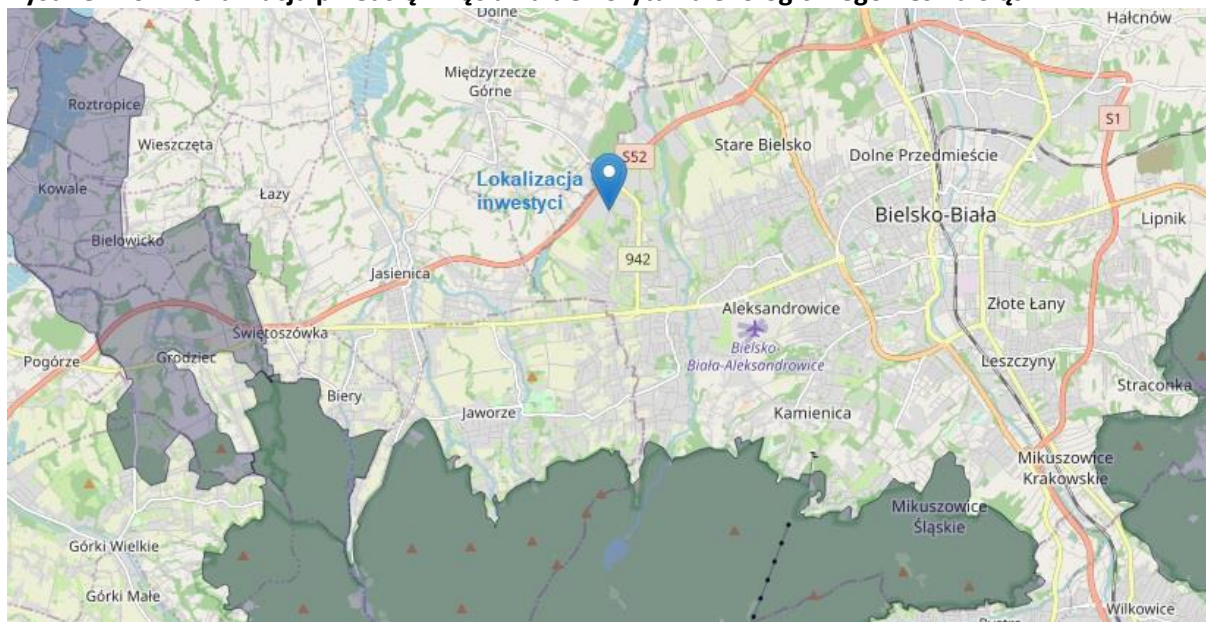 Dolne
Hałcnów
Międzyrzecze
Górne
Roztropice
S1
Wieszczęta
Stare Bielsko
S52
Dolne Przedmieście
Lokalizacja
inwestyci
Kowale
Łazy
Bielsko-Biała
Lipnik
Bielowicko
942
Jasienica
Aleksandrowice
Złote Łany
Świętoszówka
Bielsko-
Biała-Aleksandrowice
Pogórze
Grodziec
Leszczyny
Straconka
Biery
Jaworze
Kamienica
Mikuszowice
Krakowskie
Mikuszowice
Śląskie
Górki Wielkie
Górki Małe
Wilkowice